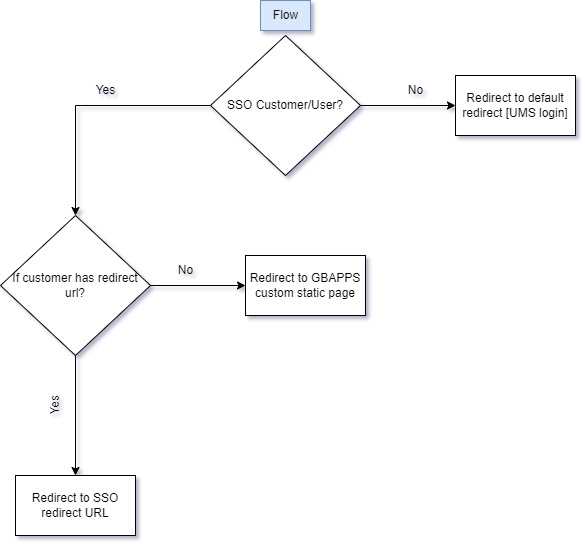 Flow
Yes
SSO Customer/User?
No
Redirect to default
redirect [UMS login]
If customer has redirect
url?
No
Redirect to GBAPPS
custom static page
Yes
Redirect to SSO
redirect URL